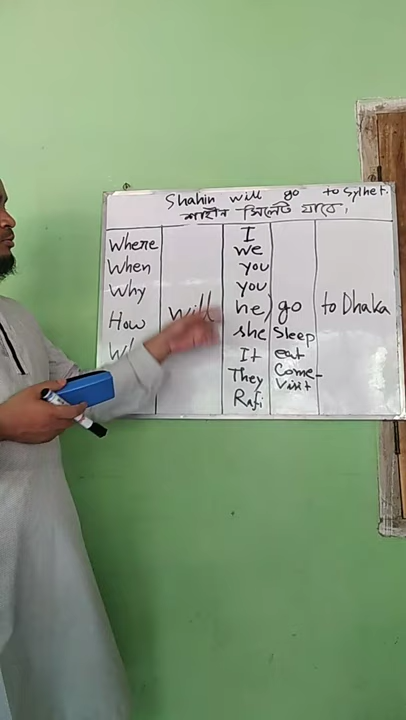 Shahin will go to Sylhet.
শাহীন সিলেট যাবে।
Where
When
Why
How
will
I
we
you
you
he,
she
It
They
Rafi
go
Sleep
eat
Come-
Visit
to Dhaka